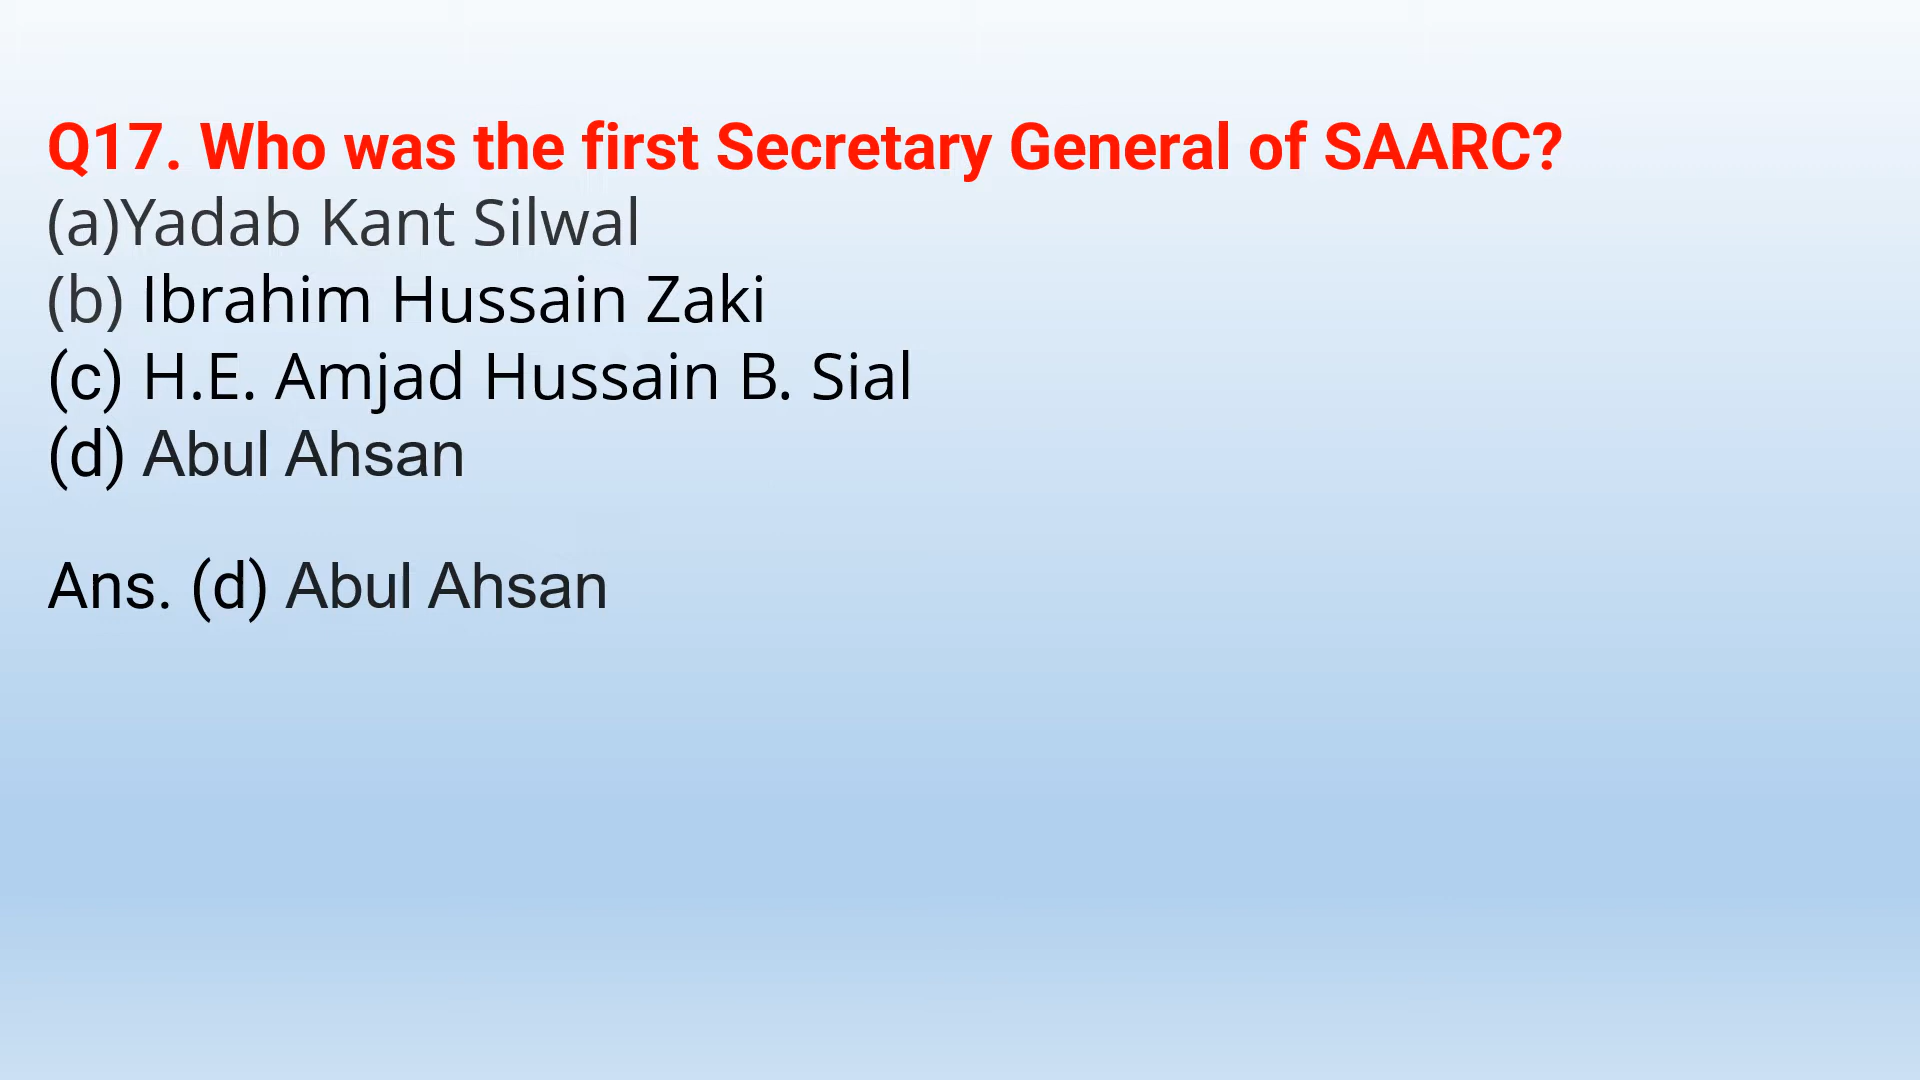 Q17. Who was the first Secretary General of SAARC?
(a)Yadab Kant Silwal
(b) Ibrahim Hussain Zaki
(c) H.E. Amjad Hussain B. Sial
(d) Abul Ahsan
Ans. (d) Abul Ahsan